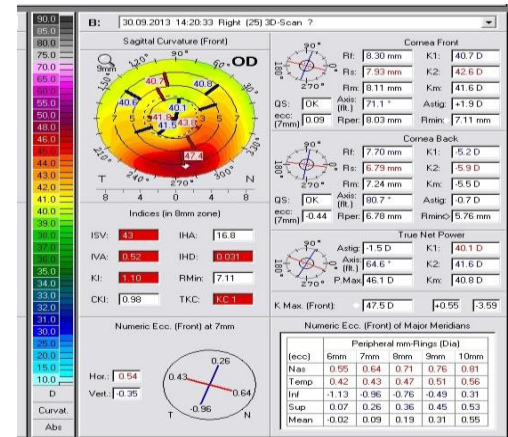 B: 30.09.2013 14:20:33 Right (25) 3D-Scan ?
90.0
85.0
80.0
75.0
70.0
65.0
60.0
55.0
50.0
48.0
46.0
45.0
44.0
43.0
42.0
41.0
40.0
39.0
38.0
37.0
36.0
35.0
34.0
33.0
32.0
31.0
30.0
25.0
20.0
15.0
10.0
D
Curvat.
Abs
Sagittal Curvature (Front)
9mm
90°
OD
40.7
40.8
40.6
40.1
41.8
43.8
41.5
47.4
T
270°
N
8 4 0 4 8
Indices (in 8mm zone)
ISV: 43 IHA: 16.8
IVA: 0.52 IHD: 0.031
KI: 1.10 RMin: 7.11
CKI: 0.98 TKC: KC 1
Numeric Ecc. (Front) at 7mm
Hor.: 0.54
Vert.: -0.35
0.26
0.43
0.64
-0.96
T N
Cornea Front
90°
180°
270°
Rf: 8.30 mm K1: 40.7 D
Rs: 7.93 mm K2: 42.6 D
Rm: 8.11 mm Km: 41.6 D
QS: OK Axis: (flt.) 71.1 ° Astig: +1.9 D
ecc: (7mm) 0.09 Rper: 8.03 mm Rmin: 7.11 mm
Cornea Back
90°
180°
270°
Rf: 7.70 mm K1: -5.2 D
Rs: 6.79 mm K2: -5.9 D
Rm: 7.24 mm Km: -5.5 D
QS: OK Axis: (flt.) 80.7 ° Astig: -0.7 D
ecc: (7mm) -0.44 Rper: 6.78 mm Rmin> 5.76 mm
True Net Power
90°
180°
270°
Astig: -1.5 D K1: 40.1 D
Axis: (flt.) 64.6 ° K2: 41.6 D
P.Max 46.1 D Km: 40.8 D
K Max. (Front): 47.5 D +0.55 -3.59
Numeric Ecc. (Front) of Major Meridians
Peripheral mm-Rings (Dia)
(ecc) 6mm 7mm 8mm 9mm 10mm
Nas 0.55 0.64 0.71 0.76 0.81
Temp 0.42 0.43 0.47 0.51 0.56
Inf -1.13 -0.96 -0.76 -0.49 0.31
Sup 0.07 0.26 0.36 0.45 0.53
Mean -0.02 0.09 0.19 0.31 0.55